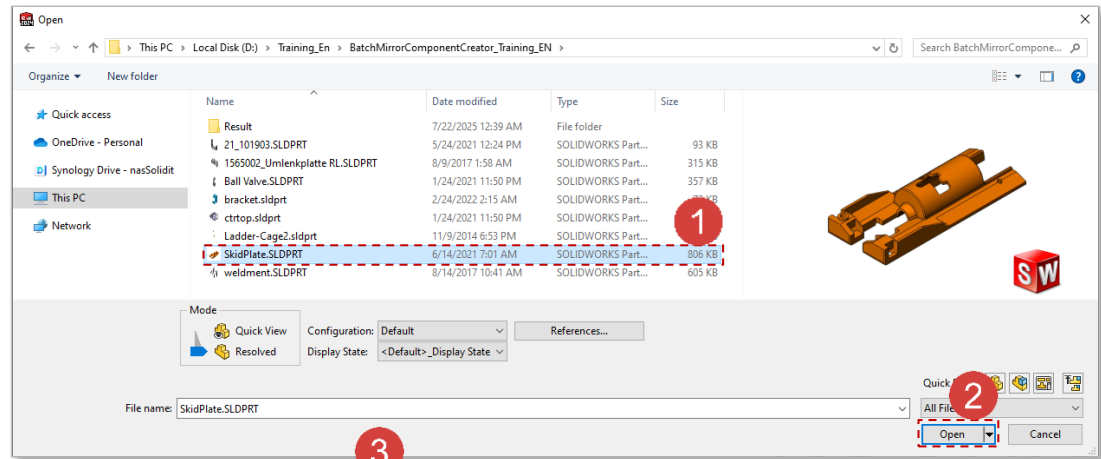 Open
This PC > Local Disk (D:) > Training_En > BatchMirrorComponentCreator_Training_EN >
Search BatchMirrorCompone...
Organize New folder
Name Date modified Type Size
Quick access
OneDrive - Personal
Synology Drive - nasSolidit
This PC
Network
Result 7/22/2025 12:39 AM File folder
21_101903.SLDPRT 5/24/2021 12:24 PM SOLIDWORKS Part... 93 KB
1565002_Umlenkplatte RL.SLDPRT 8/9/2017 1:58 AM SOLIDWORKS Part... 315 KB
Ball Valve.SLDPRT 1/24/2021 11:50 PM SOLIDWORKS Part... 357 KB
bracket.sldprt 2/24/2022 2:15 AM SOLIDWORKS Part... KB
ctrtop.sldprt 1/24/2021 11:50 PM SOLIDWORKS Part...
Ladder-Cage2.sldprt 11/9/2014 6:53 PM SOLIDWORKS Part...
SkidPlate.SLDPRT 6/14/2021 7:01 AM SOLIDWORKS Part... 806 KB
weldment.SLDPRT 8/14/2017 10:41 AM SOLIDWORKS Part... 605 KB
1
SW
Mode
Quick View
Resolved
Configuration: Default
Display State: <Default>_Display State
References...
Quick
File name: SkidPlate.SLDPRT
All Fil
2
Open
Cancel
3